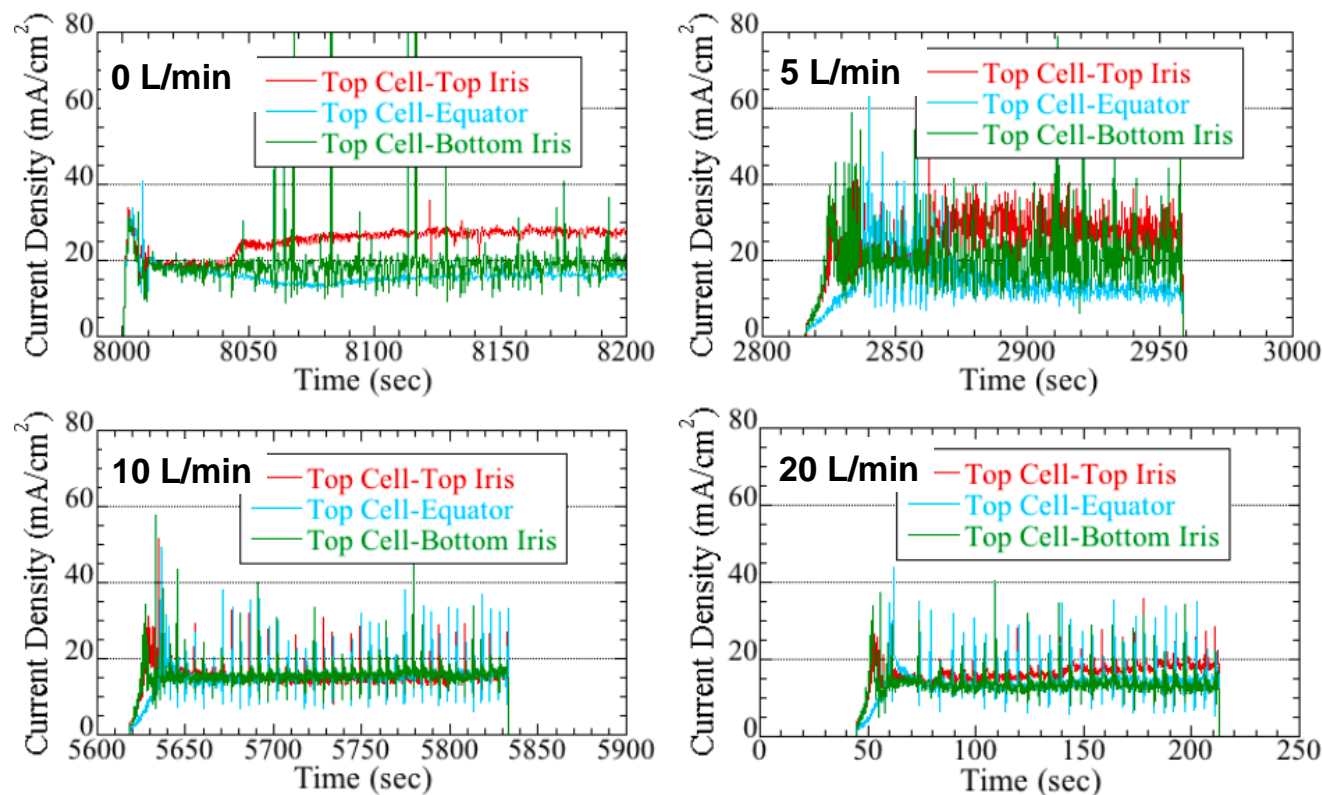 0 L/min
Top Cell-Top Iris
Top Cell-Equator
Top Cell-Bottom Iris
Current Density (mA/cm²)
80
60
40
20
0
8000 8050 8100 8150 8200
Time (sec)
5 L/min
Top Cell-Top Iris
Top Cell-Equator
Top Cell-Bottom Iris
Current Density (mA/cm²)
80
60
40
20
0
2800 2850 2900 2950 3000
Time (sec)
10 L/min
Top Cell-Top Iris
Top Cell-Equator
Top Cell-Bottom Iris
Current Density (mA/cm²)
80
60
40
20
0
5600 5650 5700 5750 5800 5850 5900
Time (sec)
20 L/min
Top Cell-Top Iris
Top Cell-Equator
Top Cell-Bottom Iris
Current Density (mA/cm²)
80
60
40
20
0
0 50 100 150 200 250
Time (sec)